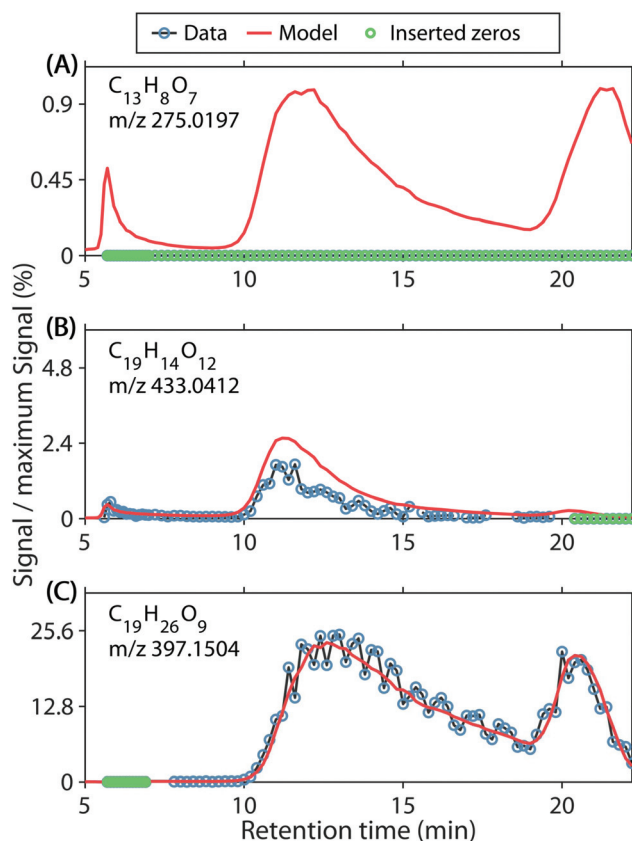 Data Model Inserted zeros
(A)
C₁₃H₈O₇
m/z 275.0197
0.9
0.45
0
5 10 15 20
(B)
C₁₉H₁₄O₁₂
m/z 433.0412
4.8
2.4
0
5 10 15 20
(C)
C₁₉H₂₆O₉
m/z 397.1504
25.6
12.8
0
5 10 15 20
Retention time (min)
Signal / maximum Signal (%)